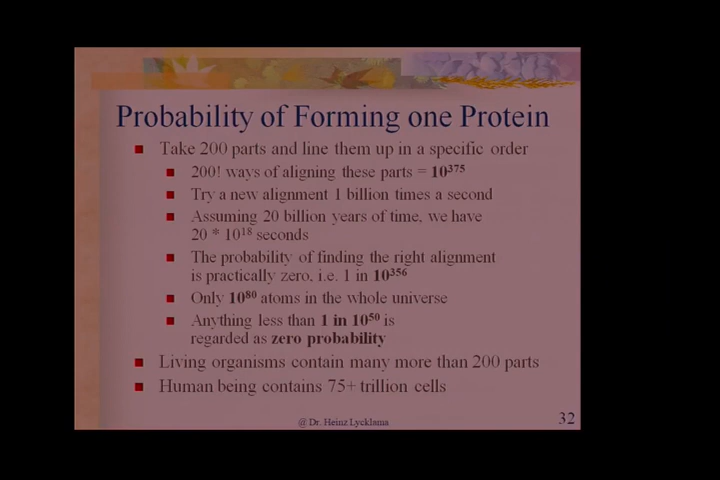 Probability of Forming one Protein
Take 200 parts and line them up in a specific order
200! ways of aligning these parts = 10³⁷⁵
Try a new alignment 1 billion times a second
Assuming 20 billion years of time, we have
20 * 10¹⁸ seconds
The probability of finding the right alignment
is practically zero, i.e. 1 in 10³⁵⁶
Only 10⁸⁰ atoms in the whole universe
Anything less than 1 in 10⁵⁰ is
regarded as zero probability
Living organisms contain many more than 200 parts
Human being contains 75+ trillion cells
@ Dr. Heinz Lycklama
32